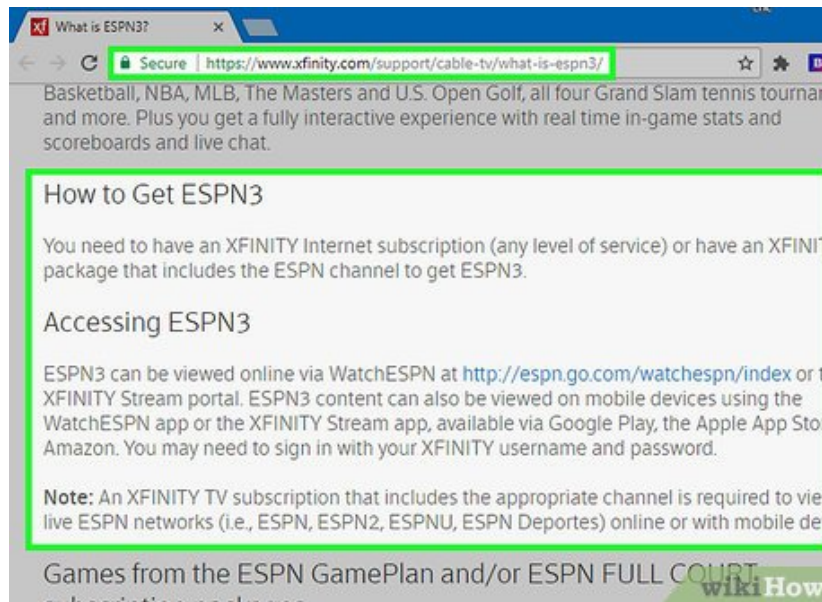 xf What is ESPN3? ×
Secure | https://www.xfinity.com/support/cable-tv/what-is-espn3/
Basketball, NBA, MLB, The Masters and U.S. Open Golf, all four Grand Slam tennis
and more. Plus you get a fully interactive experience with real time in-game stats and
scoreboards and live chat.
How to Get ESPN3
You need to have an XFINITY Internet subscription (any level of service) or have an
package that includes the ESPN channel to get ESPN3.
Accessing ESPN3
ESPN3 can be viewed online via WatchESPN at http://espn.go.com/watchespn/index or
XFINITY Stream portal. ESPN3 content can also be viewed on mobile devices using the
WatchESPN app or the XFINITY Stream app, available via Google Play, the Apple App
Amazon. You may need to sign in with your XFINITY username and password.
Note: An XFINITY TV subscription that includes the appropriate channel is required to
live ESPN networks (i.e., ESPN, ESPN2, ESPNU, ESPN Deportes) online or with mobile
Games from the ESPN GamePlan and/or ESPN FULL COURT
wikiHow